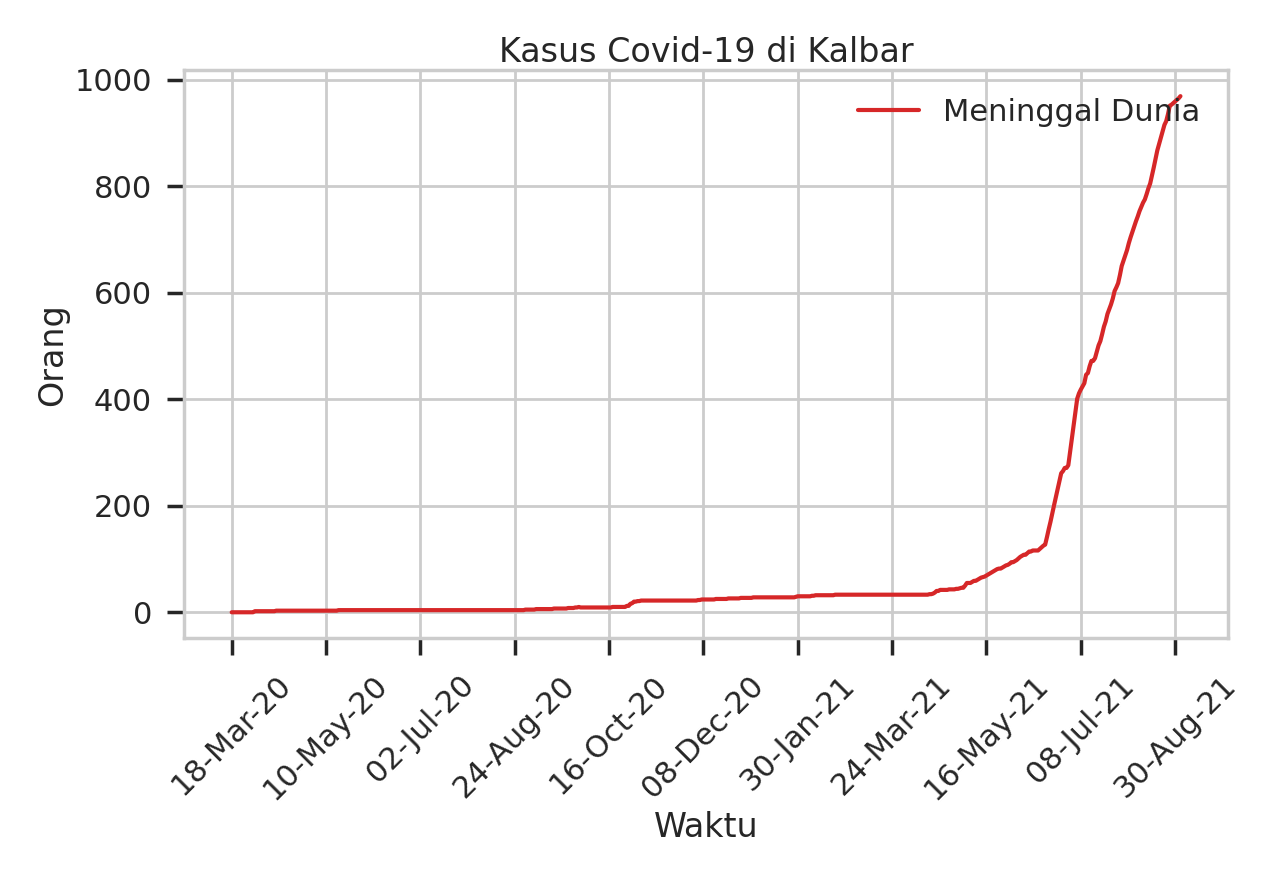 Kasus Covid-19 di Kalbar
Meninggal Dunia
1000
800
600
400
200
0
Orang
18-Mar-20
10-May-20
02-Jul-20
24-Aug-20
16-Oct-20
08-Dec-20
30-Jan-21
24-Mar-21
16-May-21
08-Jul-21
30-Aug-21
Waktu